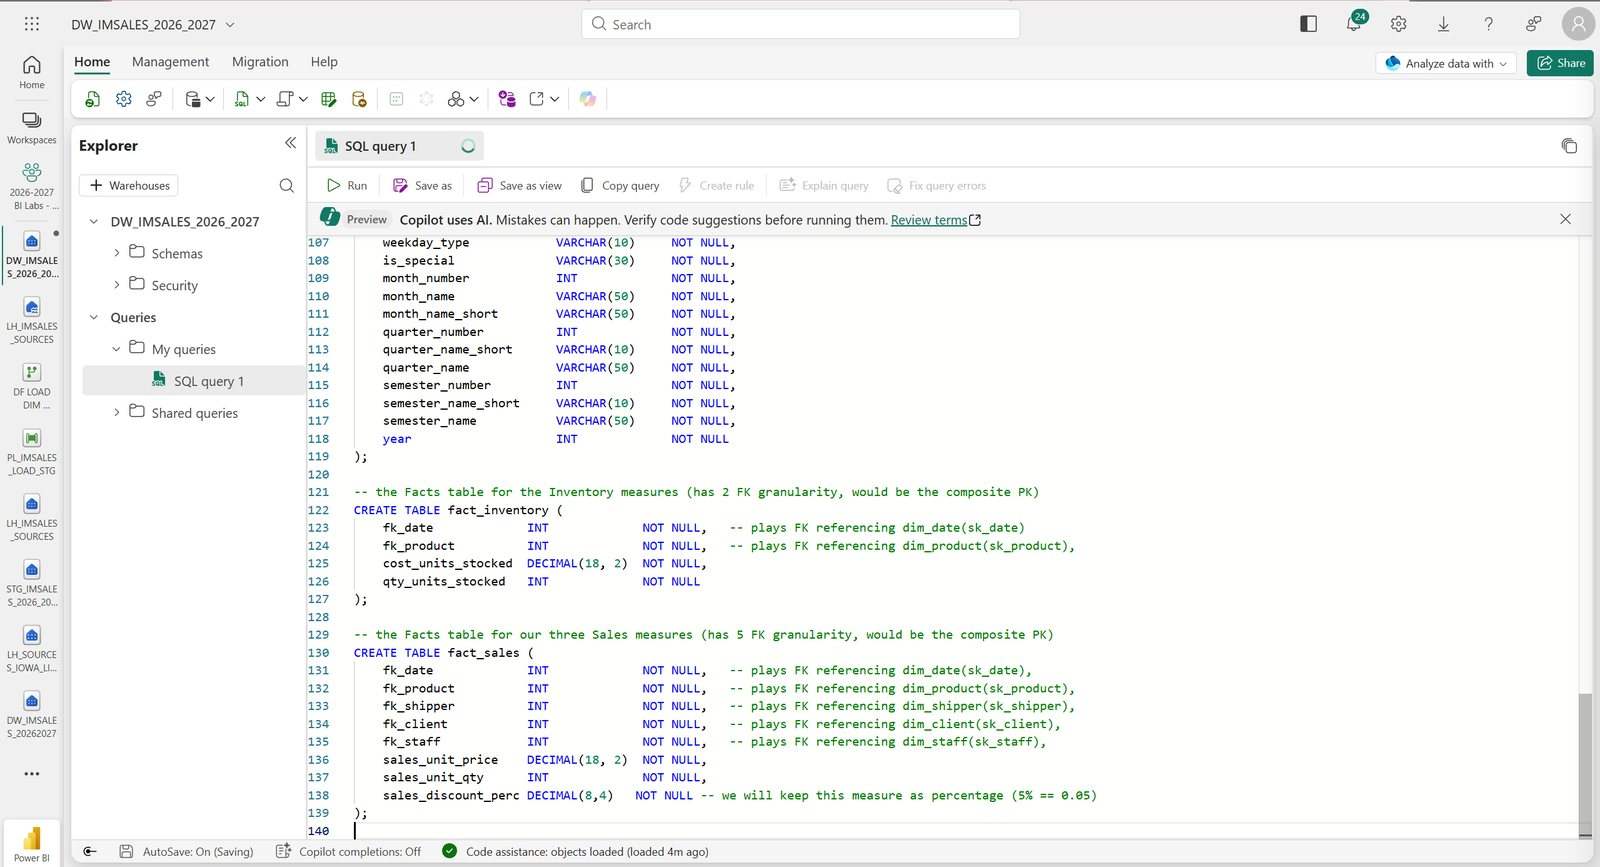 DW_IMSALES_2026_2027
Search
24
Home
Management
Migration
Help
Analyze data with
Share
Home
Workspaces
2026-2027
BI Labs - ...
DW_IMSALE
S_2026_20...
LH_IMSALES
_SOURCES
DF LOAD
DIM ...
PL_IMSALES
_LOAD_STG
LH_IMSALES
_SOURCES
STG_IMSALE
S_2026_20...
LH_SOURCE
S_IOWA_LI...
DW_IMSALE
S_20262027
Power BI
Explorer
Warehouses
DW_IMSALES_2026_2027
Schemas
Security
Queries
My queries
SQL query 1
Shared queries
SQL query 1
Run
Save as
Save as view
Copy query
Create rule
Explain query
Fix query errors
Preview Copilot uses AI. Mistakes can happen. Verify code suggestions before running them. Review terms
107 weekday_type VARCHAR(10) NOT NULL,
108 is_special VARCHAR(30) NOT NULL,
109 month_number INT NOT NULL,
110 month_name VARCHAR(50) NOT NULL,
111 month_name_short VARCHAR(50) NOT NULL,
112 quarter_number INT NOT NULL,
113 quarter_name_short VARCHAR(10) NOT NULL,
114 quarter_name VARCHAR(50) NOT NULL,
115 semester_number INT NOT NULL,
116 semester_name_short VARCHAR(10) NOT NULL,
117 semester_name VARCHAR(50) NOT NULL,
118 year INT NOT NULL
119 );
120
121 -- the Facts table for the Inventory measures (has 2 FK granularity, would be the composite PK)
122 CREATE TABLE fact_inventory (
123 fk_date INT NOT NULL, -- plays FK referencing dim_date(sk_date)
124 fk_product INT NOT NULL, -- plays FK referencing dim_product(sk_product),
125 cost_units_stocked DECIMAL(18, 2) NOT NULL,
126 qty_units_stocked INT NOT NULL
127 );
128
129 -- the Facts table for our three Sales measures (has 5 FK granularity, would be the composite PK)
130 CREATE TABLE fact_sales (
131 fk_date INT NOT NULL, -- plays FK referencing dim_date(sk_date),
132 fk_product INT NOT NULL, -- plays FK referencing dim_product(sk_product),
133 fk_shipper INT NOT NULL, -- plays FK referencing dim_shipper(sk_shipper),
134 fk_client INT NOT NULL, -- plays FK referencing dim_client(sk_client),
135 fk_staff INT NOT NULL, -- plays FK referencing dim_staff(sk_staff),
136 sales_unit_price DECIMAL(18, 2) NOT NULL,
137 sales_unit_qty INT NOT NULL,
138 sales_discount_perc DECIMAL(8,4) NOT NULL -- we will keep this measure as percentage (5% == 0.05)
139 );
140
AutoSave: On (Saving)
Copilot completions: Off
Code assistance: objects loaded (loaded 4m ago)